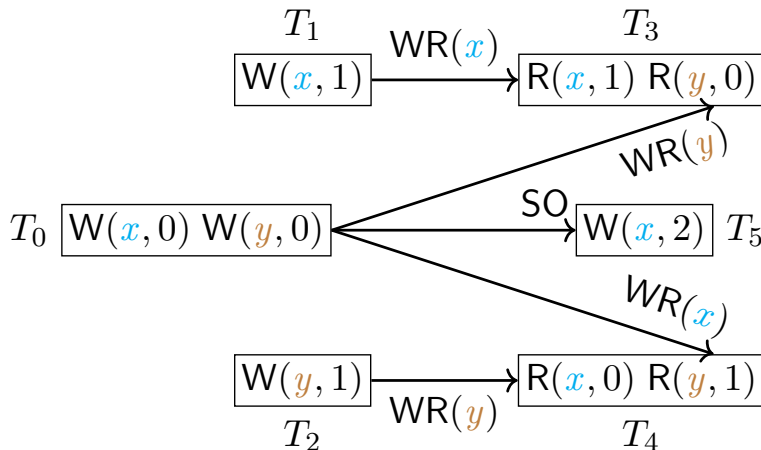 T₁ T₃
WR(x)
W(x, 1) R(x, 1) R(y, 0)
WR(y)
SO
T₀ W(x, 0) W(y, 0) W(x, 2) T₅
WR(x)
W(y, 1) R(x, 0) R(y, 1)
WR(y)
T₂ T₄